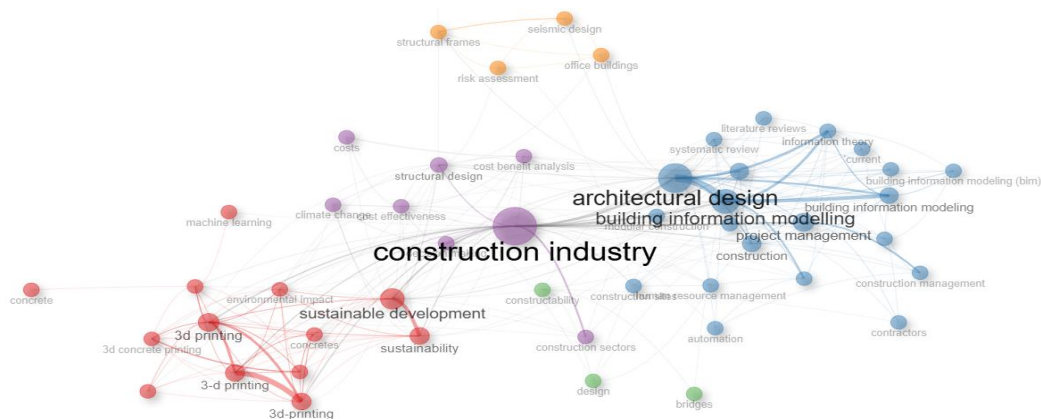 seismic design
structural frames
office buildings
risk assessment
literature reviews
information theory
costs
systematic review
current
cost benefit analysis
structural design
building information modeling (bim)
architectural design
building information modeling
climate change
cost effectiveness
machine learning
building information modelling
modular construction
project management
construction industry
construction
construction management
concrete
environmental impact
constructability
construction sites
human resource management
sustainable development
3d printing
contractors
concretes
automation
3d concrete printing
sustainability
construction sectors
3-d printing
design
bridges
3d-printing